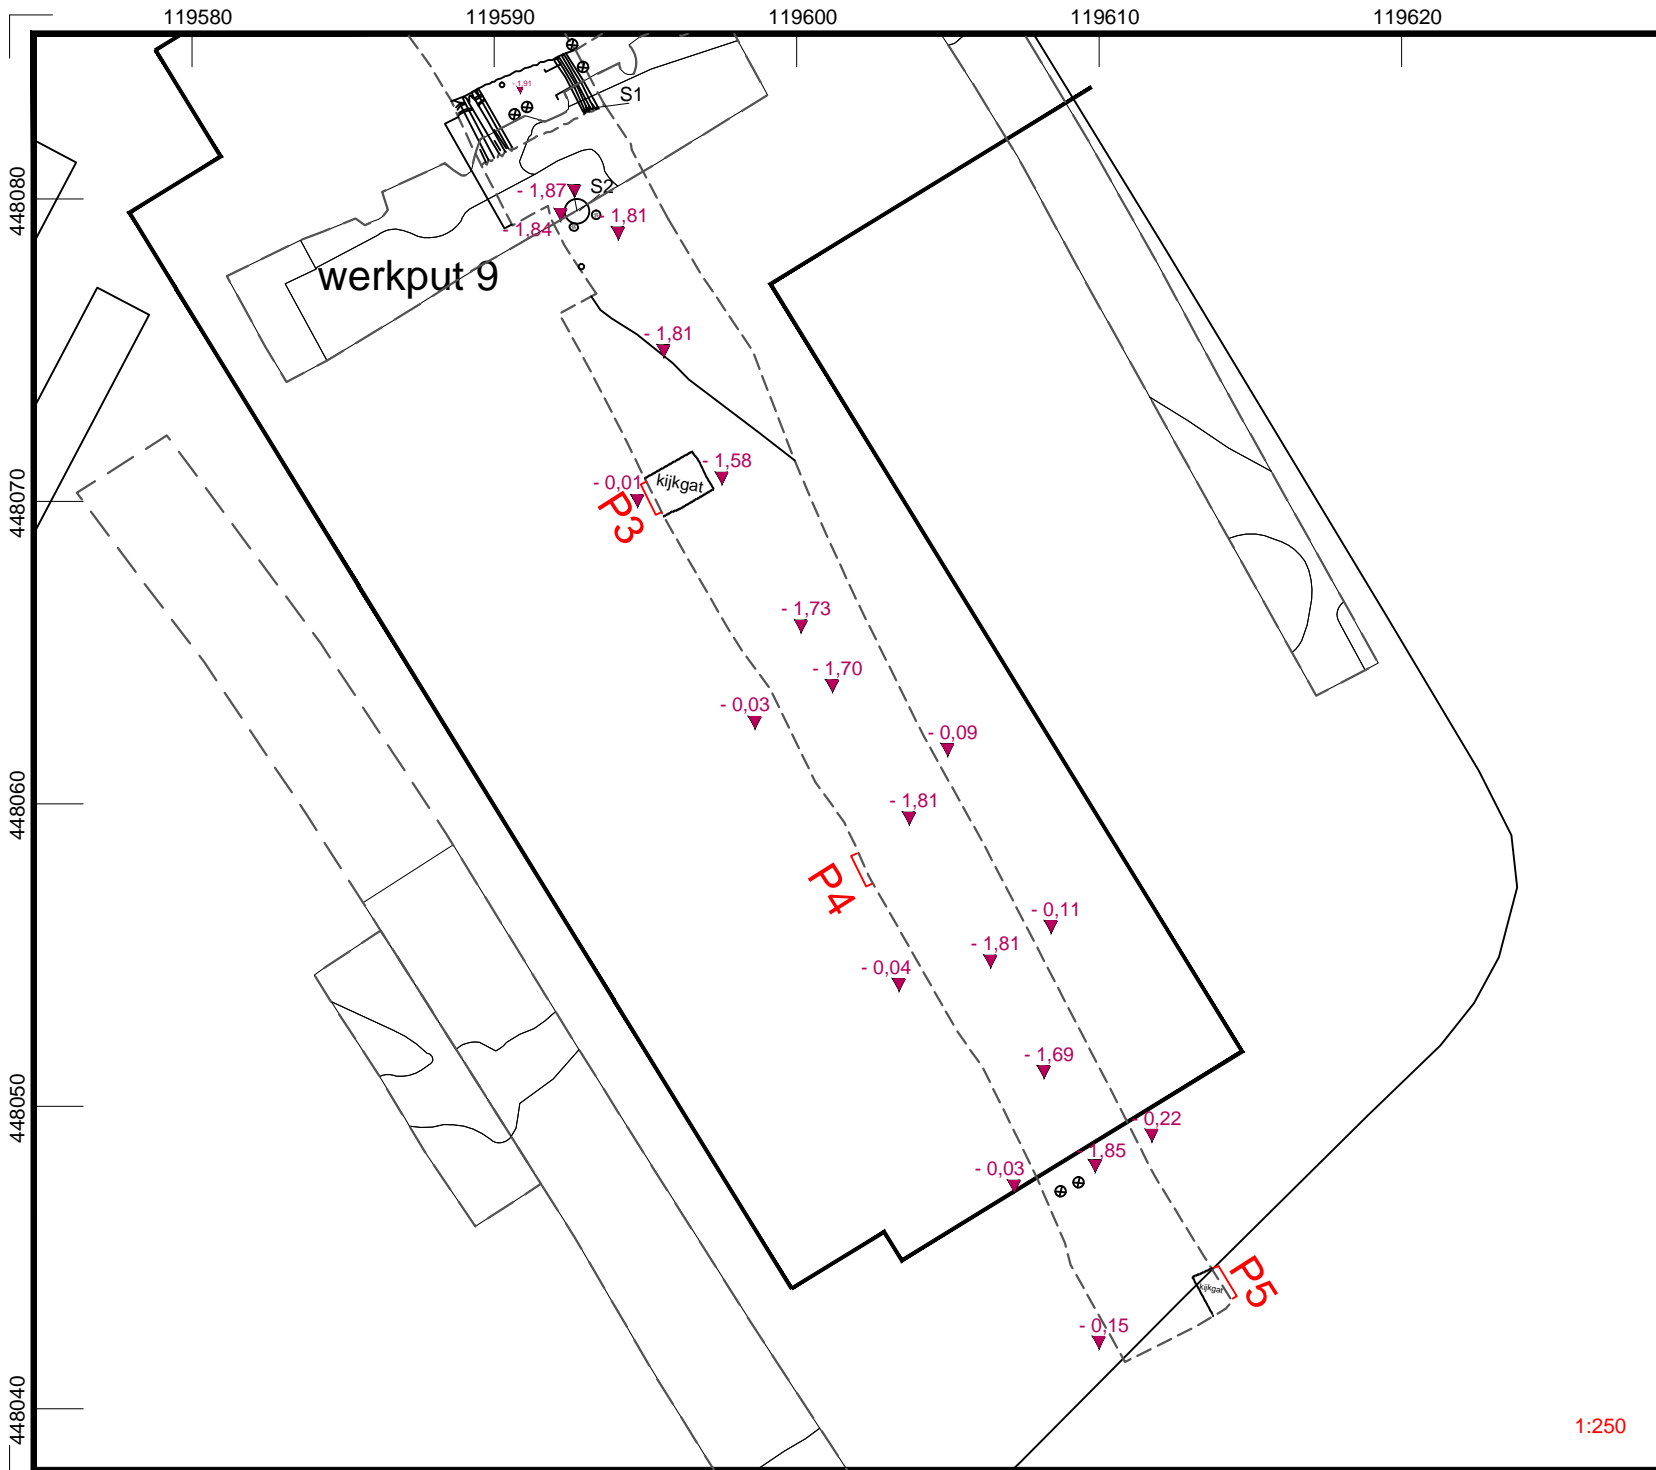 119580 119590 119600 119610 119620
- 1,91
S1
448080
- 1,87
S2
- 1,81
- 1,84
werkput 9
- 1,81
- 1,58
- 0,01
kijkgat
448070
P3
- 1,73
- 1,70
- 0,03
- 0,09
448060
- 1,81
P4
- 0,11
- 1,81
- 0,04
- 1,69
448050
0,22
1,85
- 0,03
kijkgat
P5
- 0,15
448040
1:250